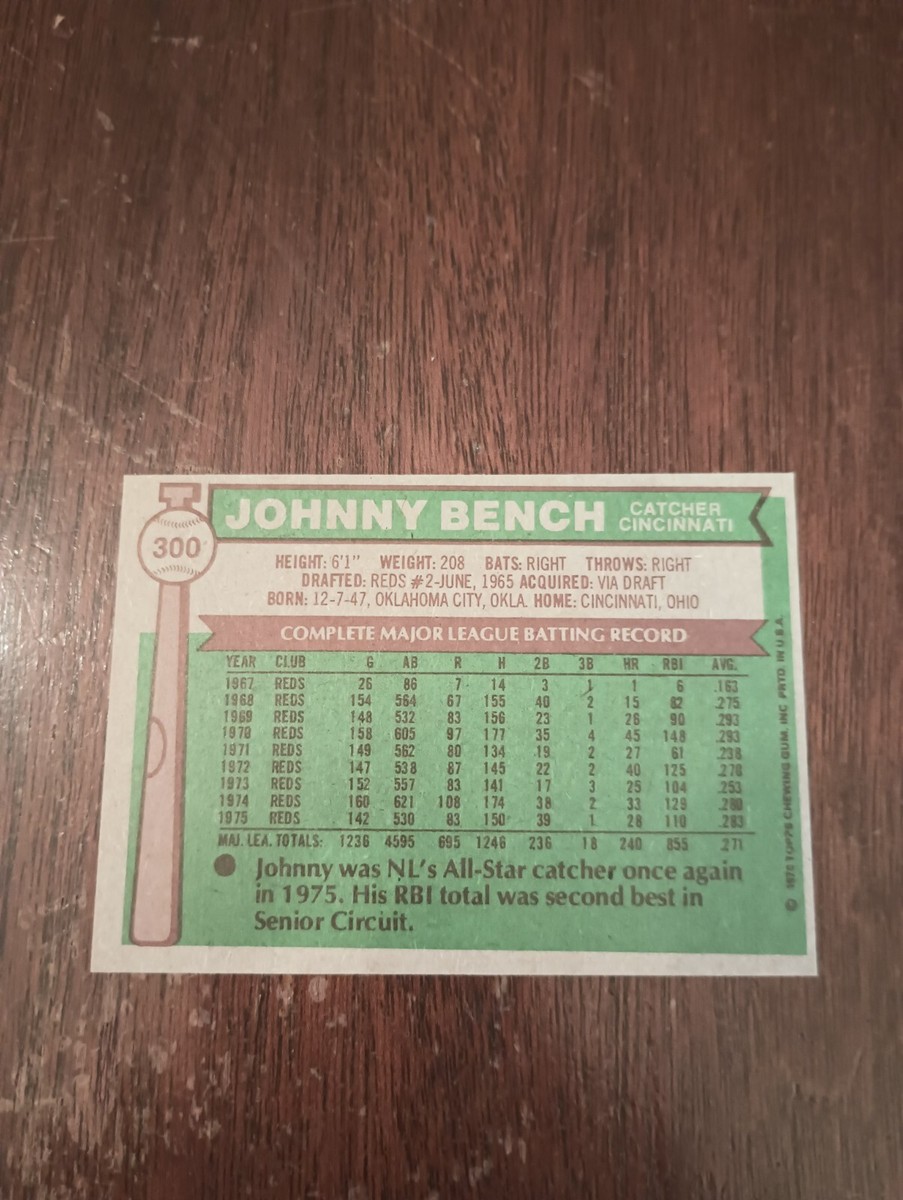 JOHNNY BENCH CATCHER CINCINNATI
300
HEIGHT: 6'1" WEIGHT: 208 BATS: RIGHT THROWS: RIGHT
DRAFTED: REDS #2-JUNE, 1965 ACQUIRED: VIA DRAFT
BORN: 12-7-47, OKLAHOMA CITY, OKLA. HOME: CINCINNATI, OHIO
COMPLETE MAJOR LEAGUE BATTING RECORD
YEAR CLUB G AB R H 2B 3B HR RBI AVG.
1967 REDS 26 86 7 14 3 1 1 6 .163
1968 REDS 154 564 67 155 40 2 15 82 .275
1969 REDS 148 532 83 156 23 1 26 90 .293
1970 REDS 158 605 97 177 35 4 45 148 .293
1971 REDS 149 562 80 134 19 2 27 61 .238
1972 REDS 147 538 87 145 22 2 40 125 .270
1973 REDS 152 557 83 141 17 3 25 104 .253
1974 REDS 160 621 108 174 38 2 33 129 .280
1975 REDS 142 530 83 150 39 1 28 110 .283
MAJ. LEA. TOTALS: 1236 4595 695 1246 236 18 240 855 .271
Johnny was NL's All-Star catcher once again
in 1975. His RBI total was second best in
Senior Circuit.
© 1976 TOPPS CHEWING GUM, INC. PRTD. IN U.S.A.